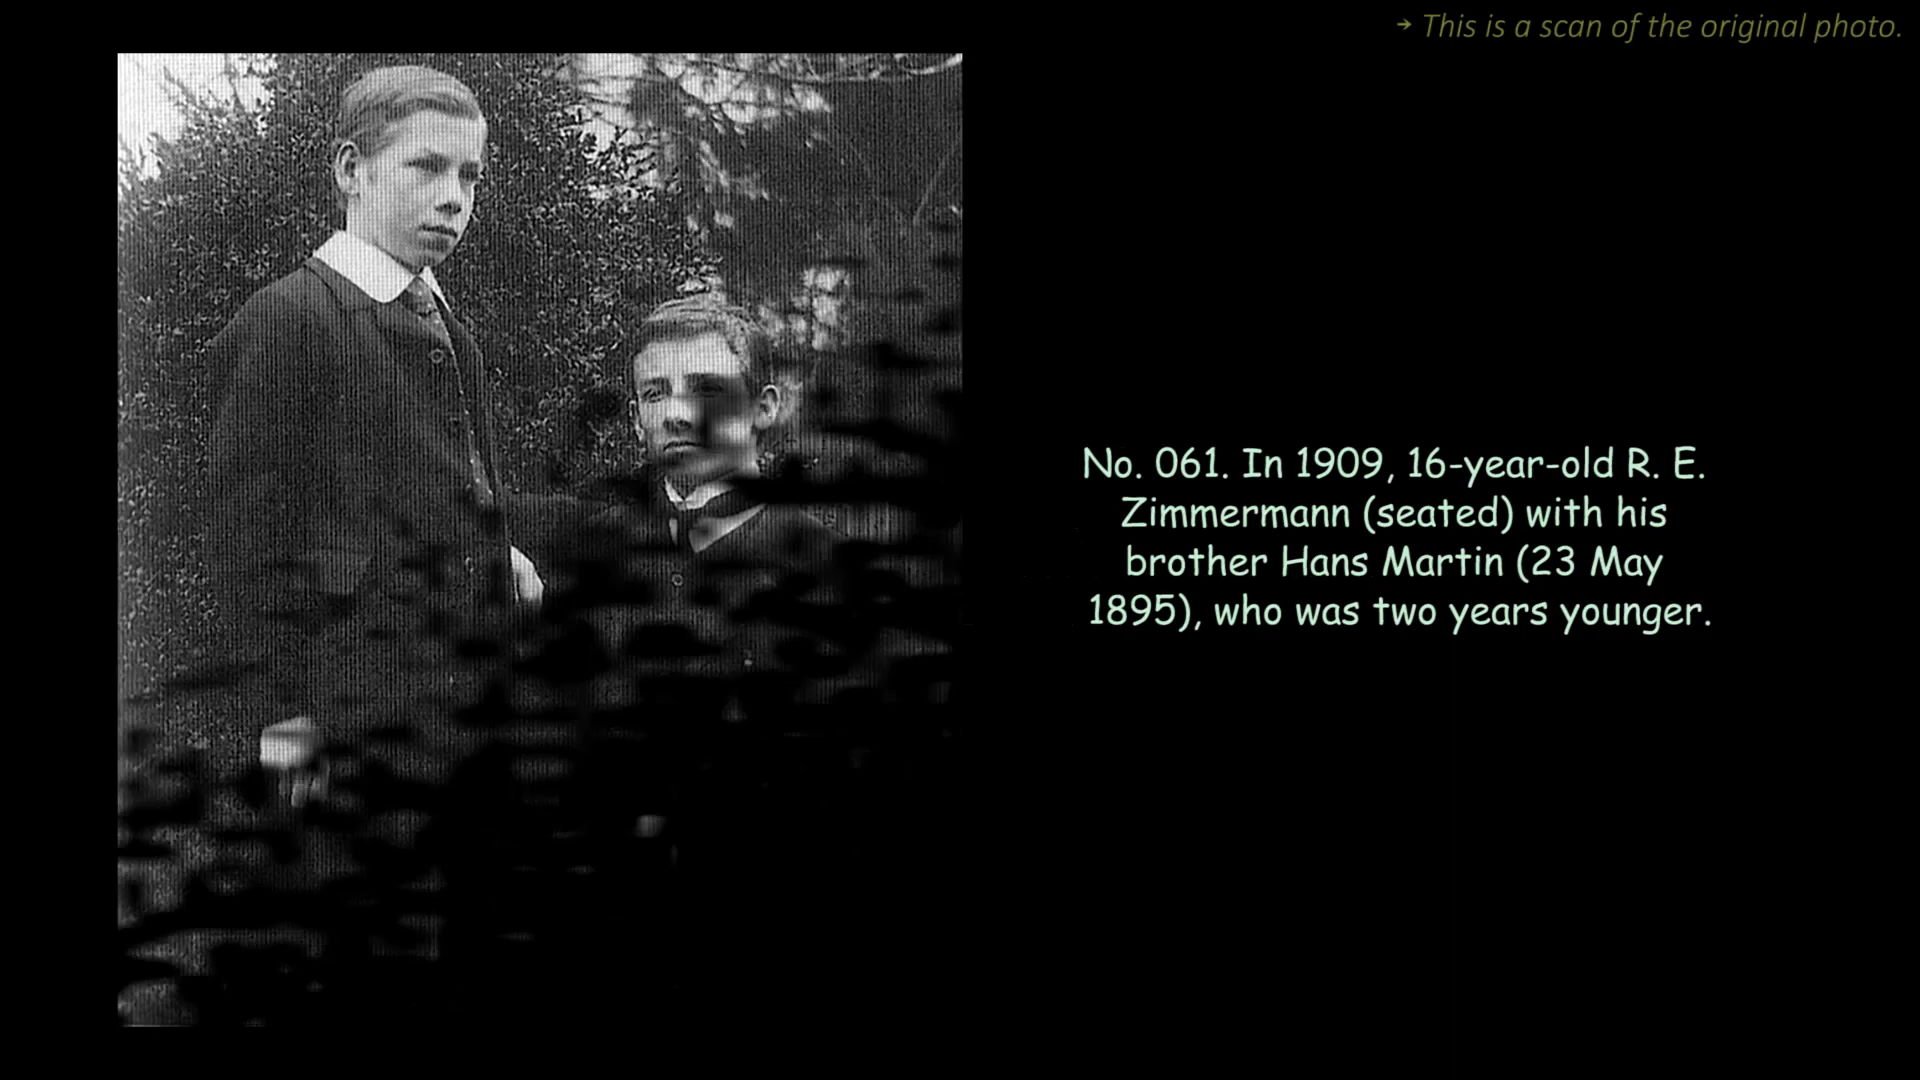 → This is a scan of the original photo.
No. 061. In 1909, 16-year-old R. E.
Zimmermann (seated) with his
brother Hans Martin (23 May
1895), who was two years younger.